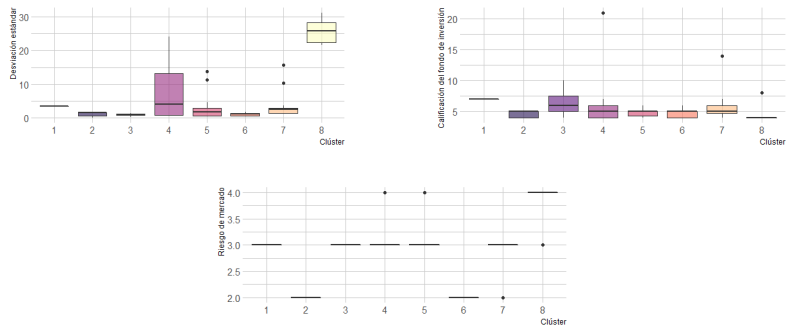 Desviación estándar
30
20
10
0
1 2 3 4 5 6 7 8
Clúster
Calificación del fondo de inversión
20
15
10
5
1 2 3 4 5 6 7 8
Clúster
Riesgo de mercado
4.0
3.5
3.0
2.5
2.0
1 2 3 4 5 6 7 8
Clúster